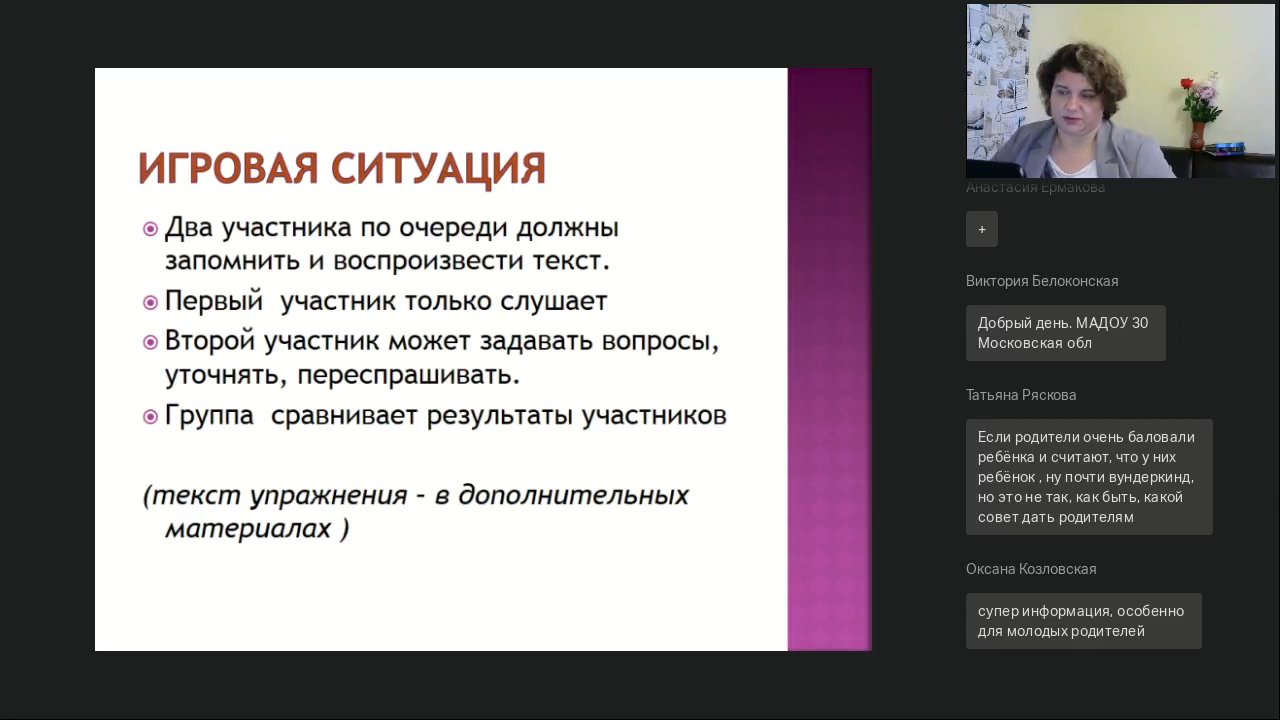 ИГРОВАЯ СИТУАЦИЯ
Два участника по очереди должны
запомнить и воспроизвести текст.
Первый участник только слушает
Второй участник может задавать вопросы,
уточнять, переспрашивать.
Группа сравнивает результаты участников
(текст упражнения – в дополнительных
материалах )
Анастасия Ермакова
+
Виктория Белоконская
Добрый день. МАДОУ 30
Московская обл
Татьяна Ряскова
Если родители очень баловали
ребёнка и считают, что у них
ребёнок , ну почти вундеркинд,
но это не так, как быть, какой
совет дать родителям
Оксана Козловская
супер информация, особенно
для молодых родителей